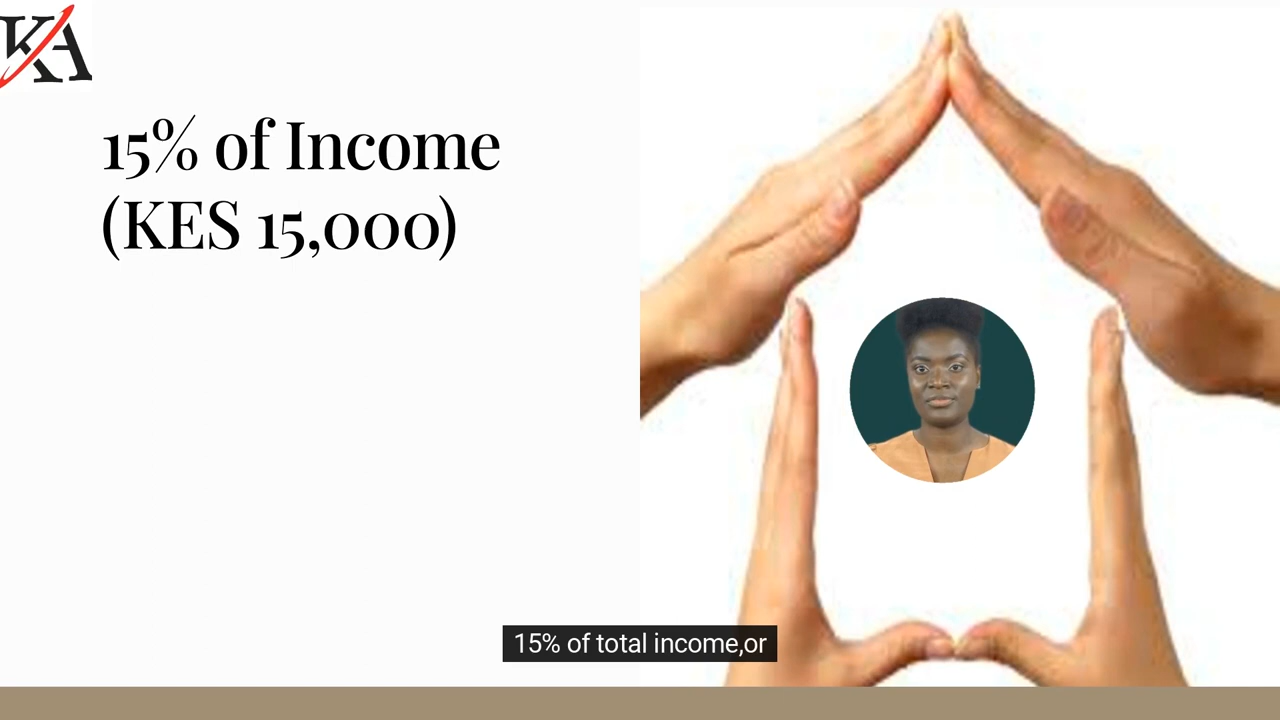 KA
15% of Income
(KES 15,000)
15% of total income,or